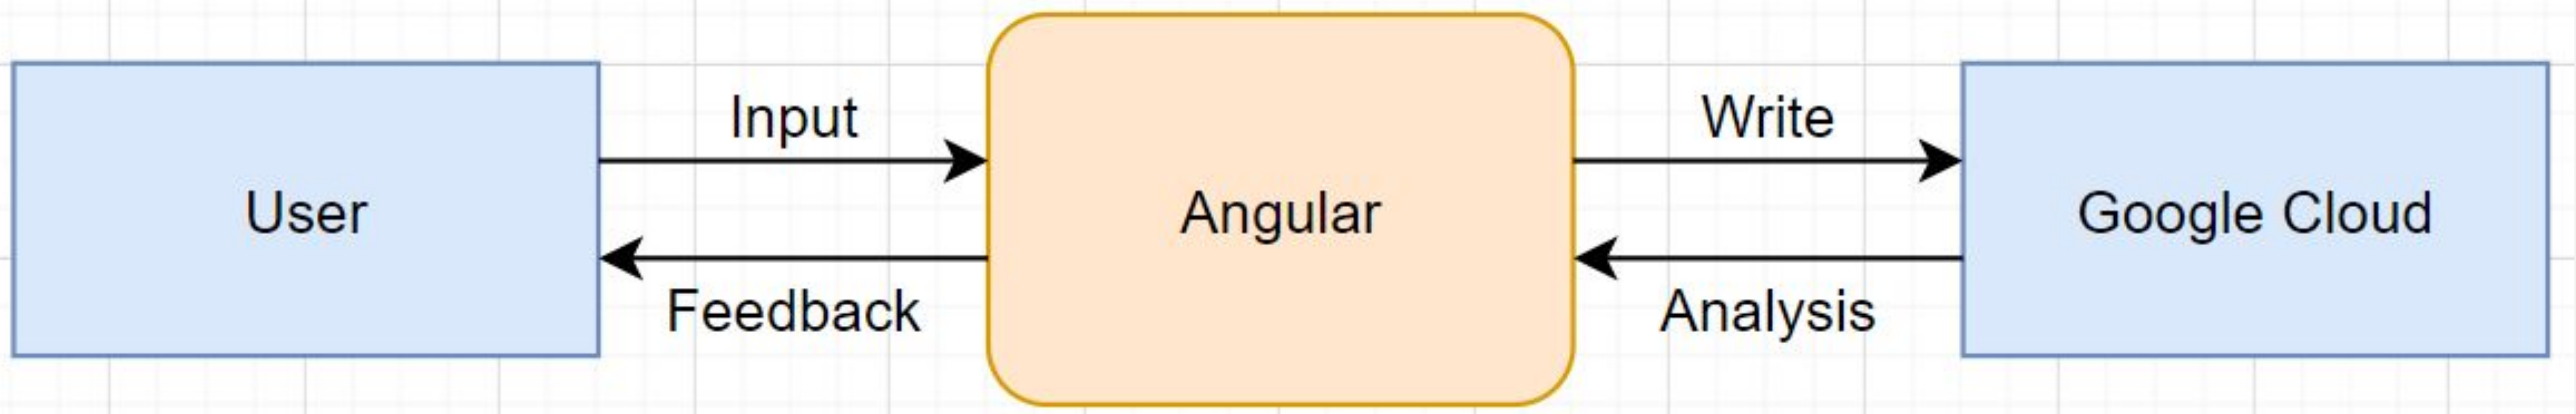 User
Input
Feedback
Angular
Write
Analysis
Google Cloud